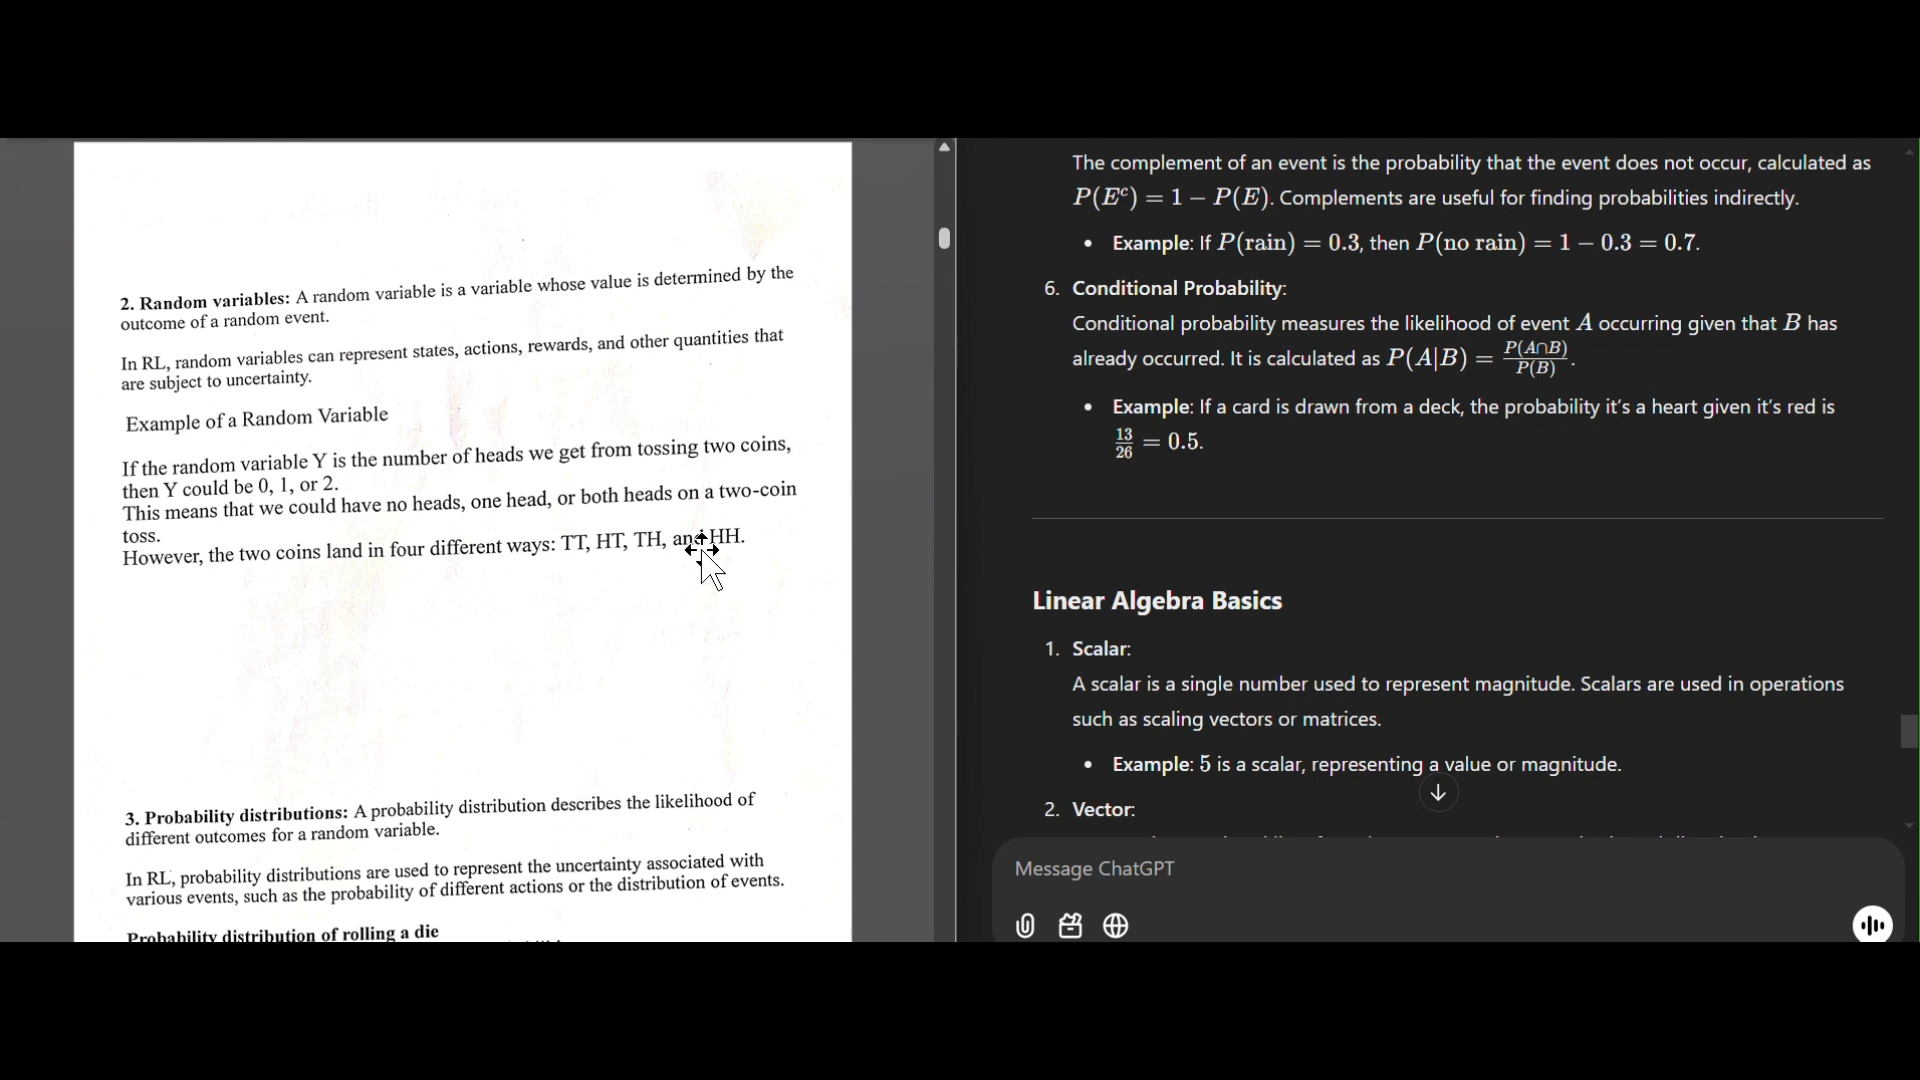 2. Random variables: A random variable is a variable whose value is determined by the
outcome of a random event.
In RL, random variables can represent states, actions, rewards, and other quantities that
are subject to uncertainty.
Example of a Random Variable
If the random variable Y is the number of heads we get from tossing two coins,
then Y could be 0, 1, or 2.
This means that we could have no heads, one head, or both heads on a two-coin
toss.
However, the two coins land in four different ways: TT, HT, TH, and HH.
3. Probability distributions: A probability distribution describes the likelihood of
different outcomes for a random variable.
In RL, probability distributions are used to represent the uncertainty associated with
various events, such as the probability of different actions or the distribution of events.
Probability distribution of rolling a die
The complement of an event is the probability that the event does not occur, calculated as
P(Eᶜ) = 1 − P(E). Complements are useful for finding probabilities indirectly.
• Example: If P(rain) = 0.3, then P(no rain) = 1 − 0.3 = 0.7.
6. Conditional Probability:
Conditional probability measures the likelihood of event A occurring given that B has
already occurred. It is calculated as P(A|B) = P(A∩B)/P(B).
• Example: If a card is drawn from a deck, the probability it's a heart given it's red is
13/26 = 0.5.
Linear Algebra Basics
1. Scalar:
A scalar is a single number used to represent magnitude. Scalars are used in operations
such as scaling vectors or matrices.
• Example: 5 is a scalar, representing a value or magnitude.
2. Vector:
Message ChatGPT